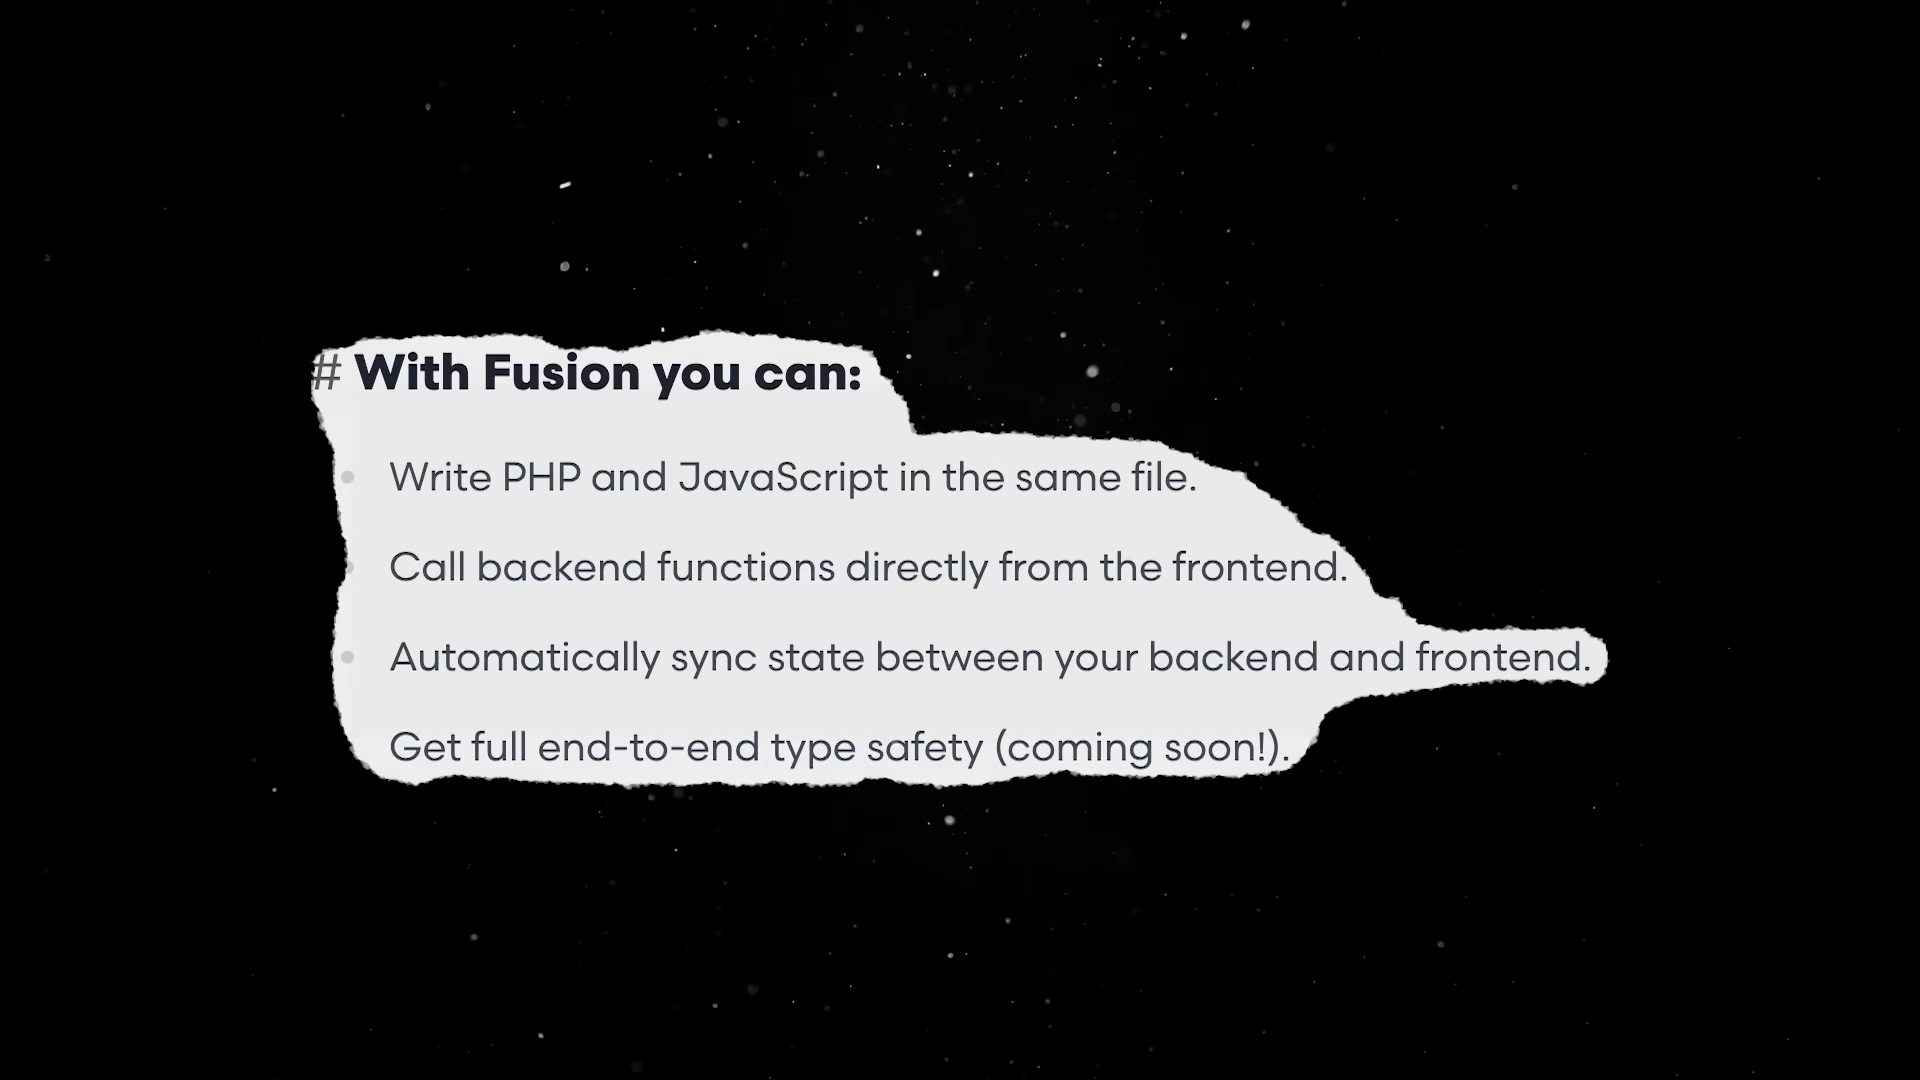 # With Fusion you can:
• Write PHP and JavaScript in the same file.
• Call backend functions directly from the frontend.
• Automatically sync state between your backend and frontend.
Get full end-to-end type safety (coming soon!).